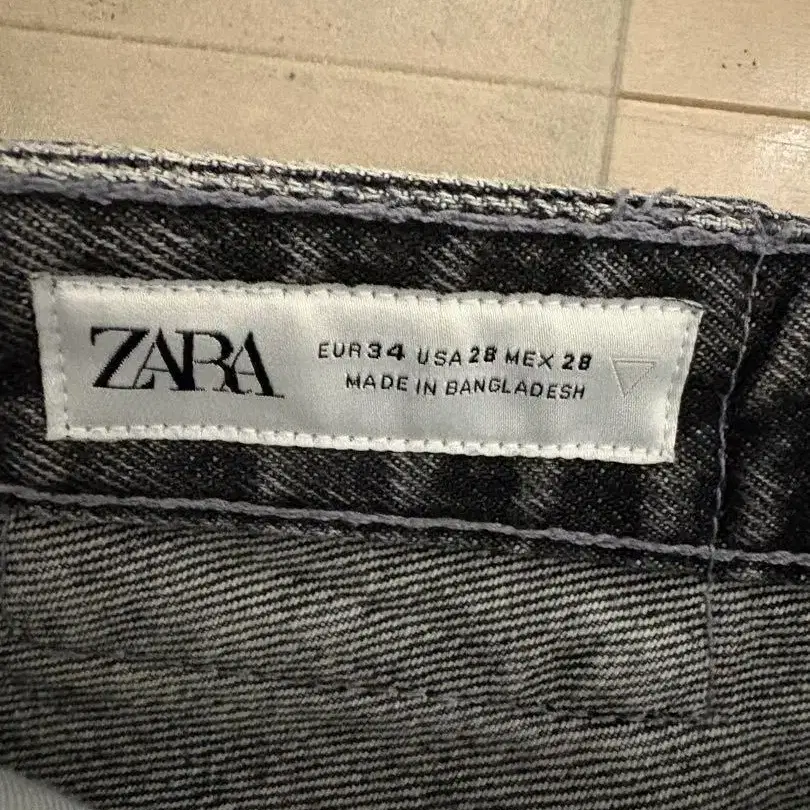 ZARA
EUR 34 USA 28 MEX 28
MADE IN BANGLADESH